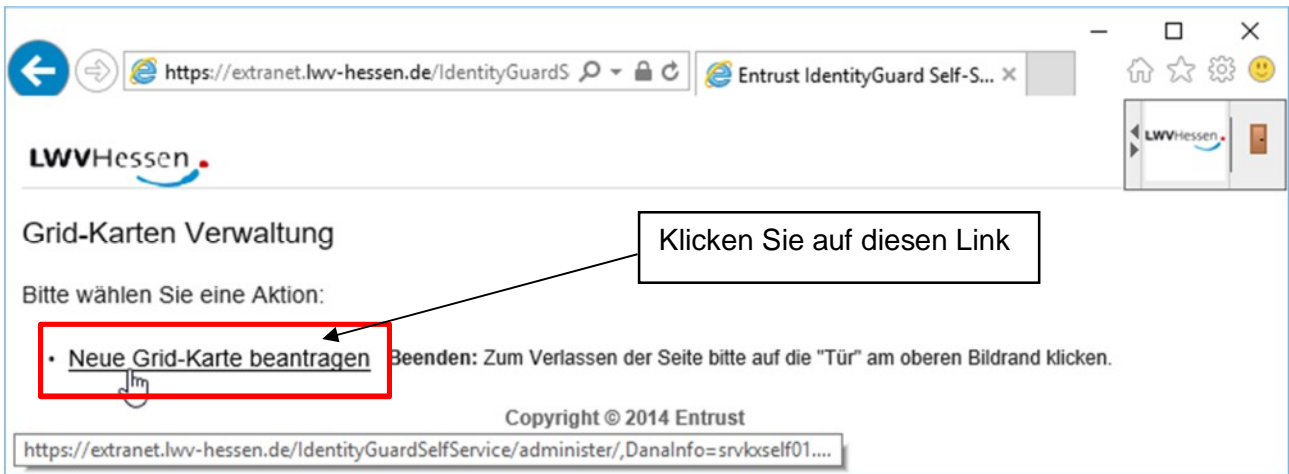 https://extranet.lwv-hessen.de/IdentityGuardS
Entrust IdentityGuard Self-S...
LWVHessen
LWVHessen
Grid-Karten Verwaltung
Klicken Sie auf diesen Link
Bitte wählen Sie eine Aktion:
• Neue Grid-Karte beantragen Beenden: Zum Verlassen der Seite bitte auf die "Tür" am oberen Bildrand klicken.
Copyright © 2014 Entrust
https://extranet.lwv-hessen.de/IdentityGuardSelfService/administer/,DanaInfo=srvkxself01....